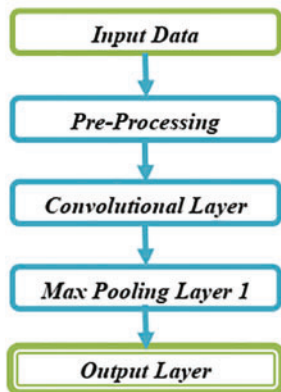 Input Data
Pre-Processing
Convolutional Layer
Max Pooling Layer 1
Output Layer